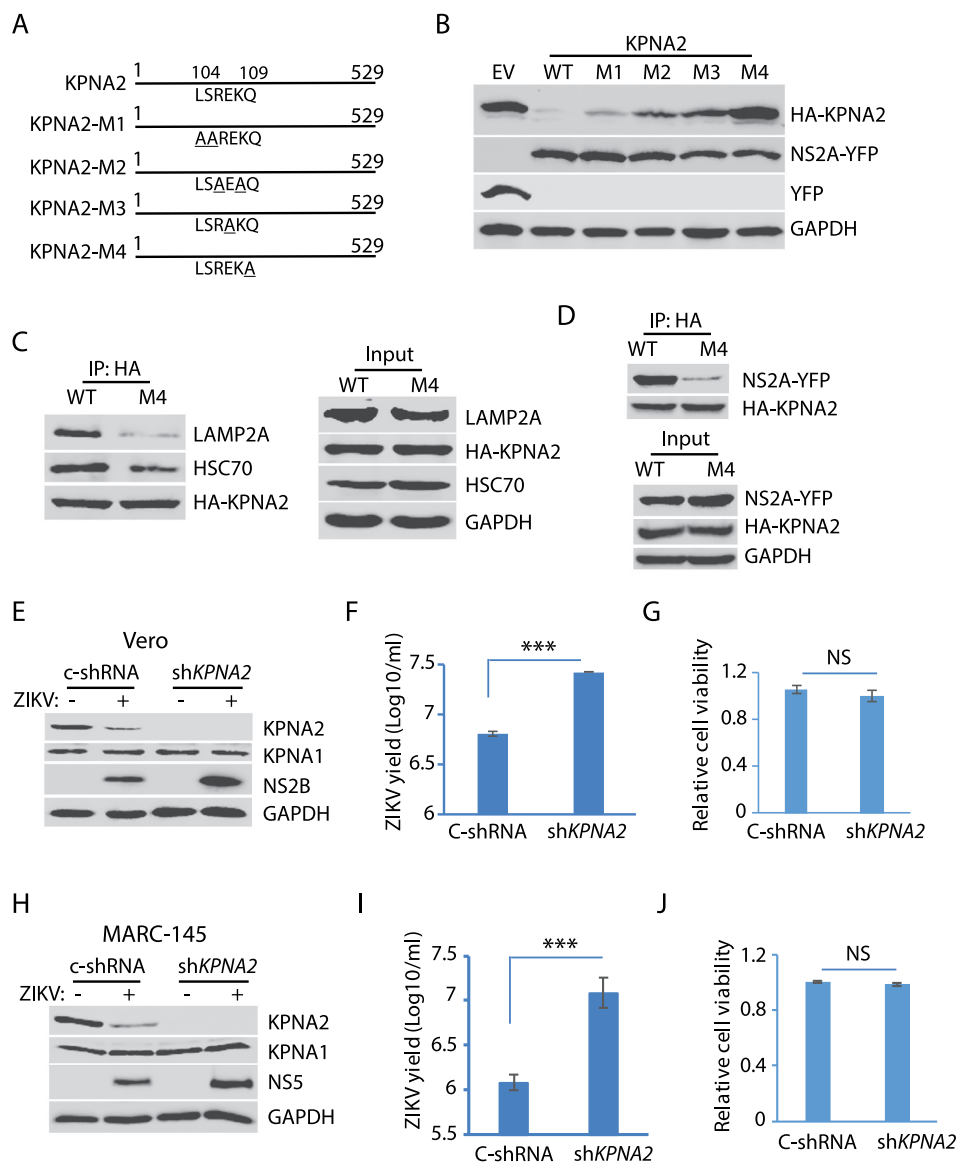 A
1 104 109 529
KPNA2
LSREKQ
1 529
KPNA2-M1
AAREKQ
1 529
KPNA2-M2
LSAEAQ
1 529
KPNA2-M3
LSRAKQ
1 529
KPNA2-M4
LSREKA
B
KPNA2
EV WT M1 M2 M3 M4
HA-KPNA2
NS2A-YFP
YFP
GAPDH
C
IP: HA
WT M4
LAMP2A
HSC70
HA-KPNA2
Input
WT M4
LAMP2A
HA-KPNA2
HSC70
GAPDH
D
IP: HA
WT M4
NS2A-YFP
HA-KPNA2
Input
WT M4
NS2A-YFP
HA-KPNA2
GAPDH
E
Vero
c-shRNA shKPNA2
ZIKV: - + - +
KPNA2
KPNA1
NS2B
GAPDH
F
ZIKV yield (Log10/ml)
7.5
7
6.5
6
***
C-shRNA shKPNA2
G
Relative cell viability
1.2
0.8
0.4
0
NS
C-shRNA shKPNA2
H
MARC-145
c-shRNA shKPNA2
ZIKV: - + - +
KPNA2
KPNA1
NS5
GAPDH
I
ZIKV yield (Log10/ml)
7.5
7
6.5
6
5.5
***
C-shRNA shKPNA2
J
Relative cell viability
1.2
0.8
0.4
0
NS
C-shRNA shKPNA2